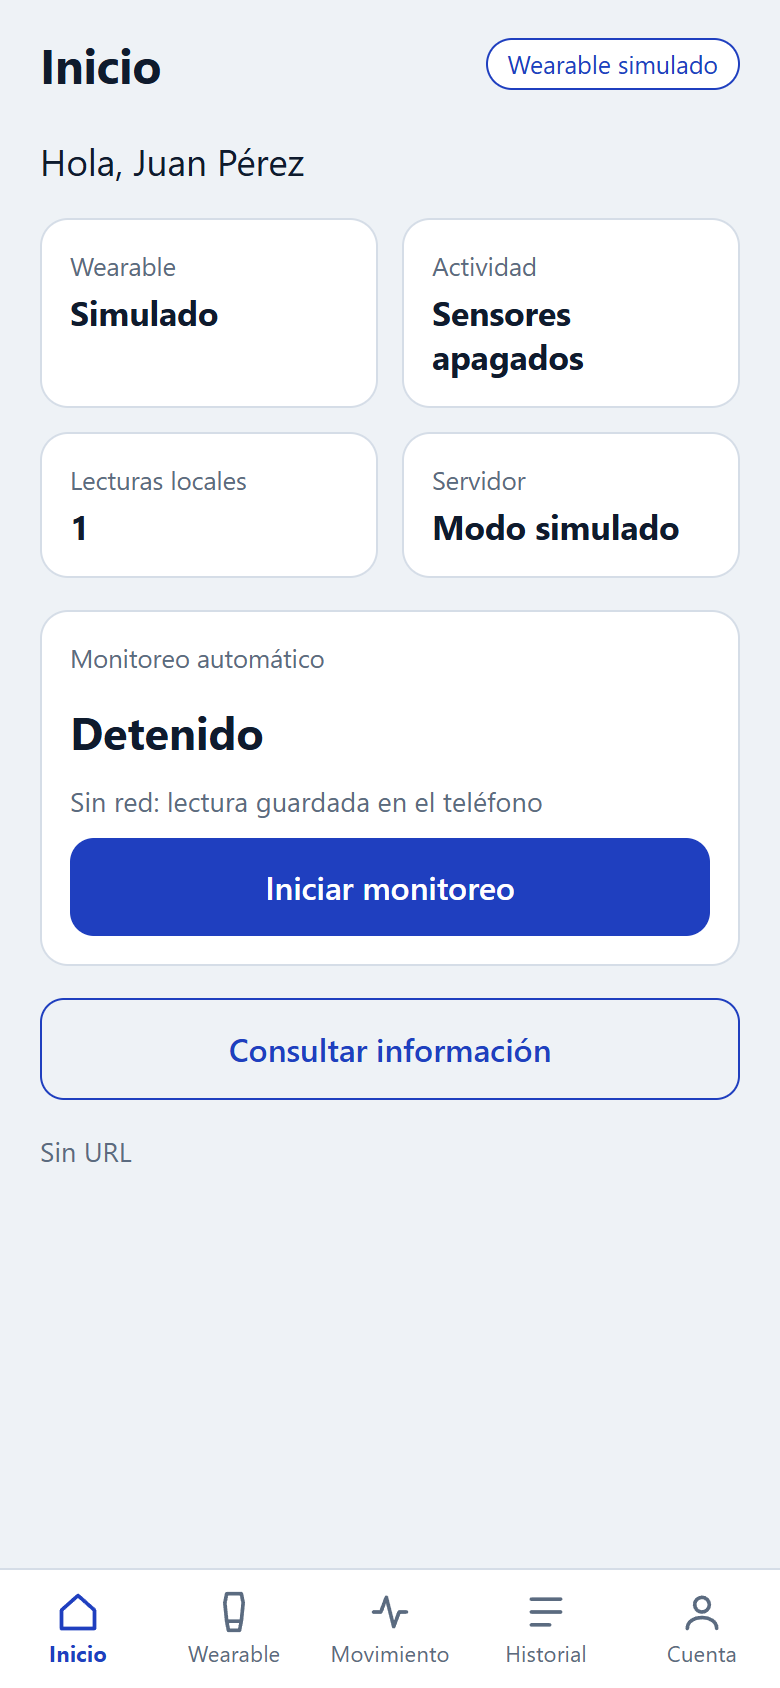 Inicio
Wearable simulado
Hola, Juan Pérez
Wearable
Simulado
Actividad
Sensores
apagados
Lecturas locales
1
Servidor
Modo simulado
Monitoreo automático
Detenido
Sin red: lectura guardada en el teléfono
Iniciar monitoreo
Consultar información
Sin URL
Inicio
Wearable
Movimiento
Historial
Cuenta